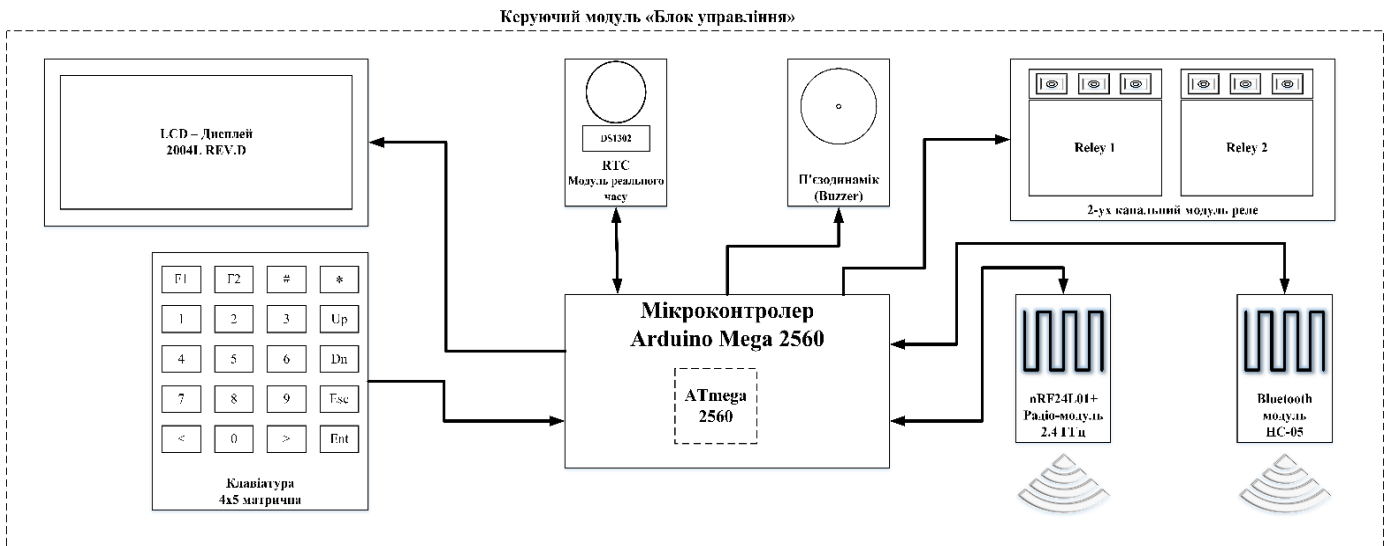 Керуючий модуль «Блок управління»
LCD – Дисплей
2004L REV.D
DS1302
RTC
Модуль реального
часу
П'єзодинамік
(Buzzer)
Reley 1
Reley 2
2-ух канальний модуль реле
F1 F2 # *
1 2 3 Up
4 5 6 Dn
7 8 9 Esc
< 0 > Ent
Клавіатура
4x5 матрична
Мікроконтролер
Arduino Mega 2560
ATmega
2560
nRF24L01+
Радіо-модуль
2.4 ГГц
Bluetooth
модуль
HC-05